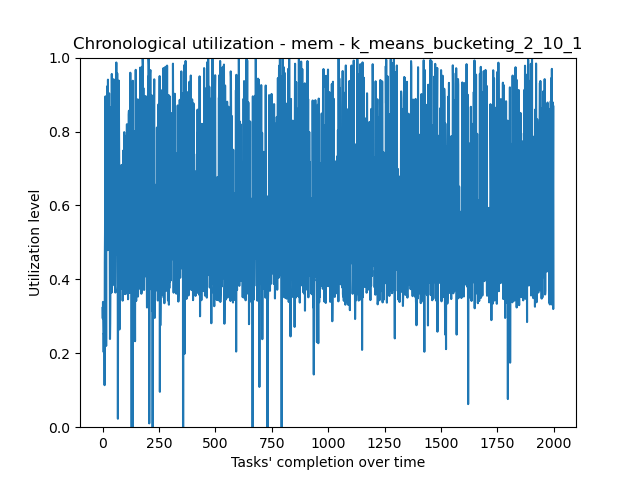 Chronological utilization - mem - k_means_bucketing_2_10_1
Utilization level
1.0
0.8
0.6
0.4
0.2
0.0
0 250 500 750 1000 1250 1500 1750 2000
Tasks' completion over time